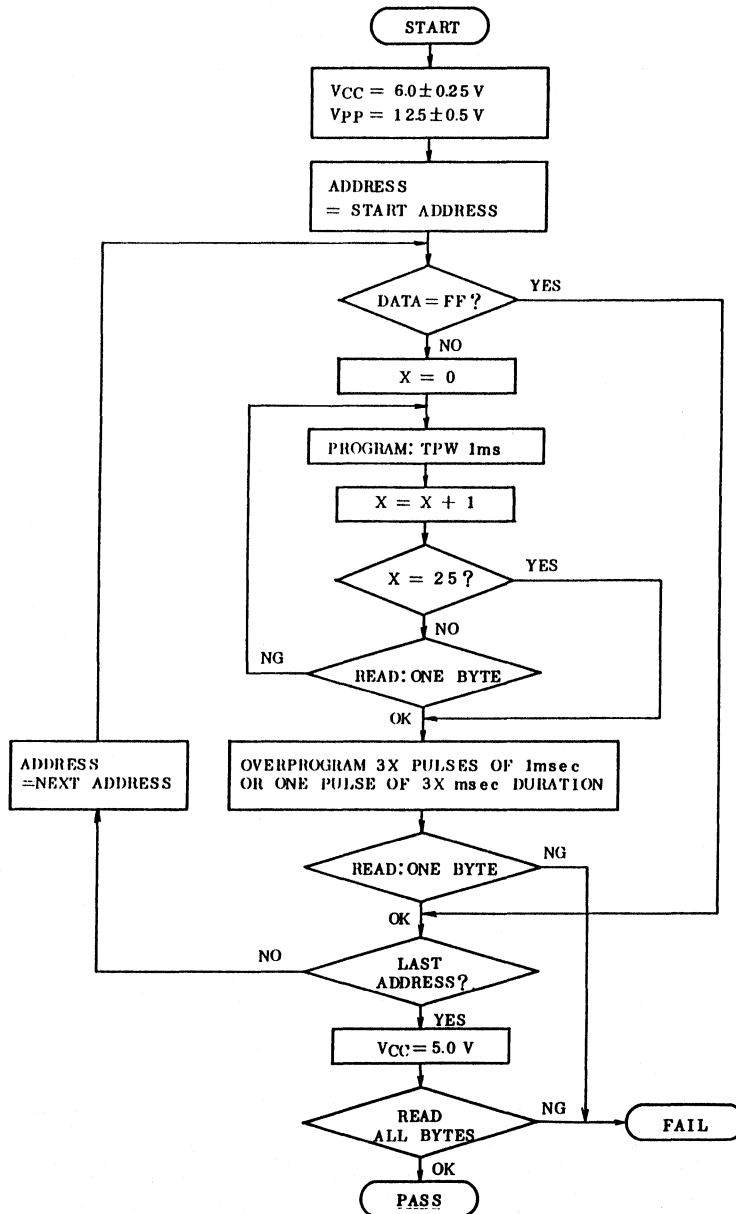 START
VCC = 6.0±0.25 V
VPP = 12.5±0.5 V
ADDRESS
= START ADDRESS
DATA=FF?
YES
NO
X = 0
PROGRAM: TPW 1ms
X = X + 1
X = 25?
YES
NO
NG
READ:ONE BYTE
OK
ADDRESS
=NEXT ADDRESS
OVERPROGRAM 3X PULSES OF 1msec
OR ONE PULSE OF 3X msec DURATION
READ:ONE BYTE
NG
OK
NO
LAST
ADDRESS?
YES
VCC=5.0 V
READ
ALL BYTES
NG
FAIL
OK
PASS